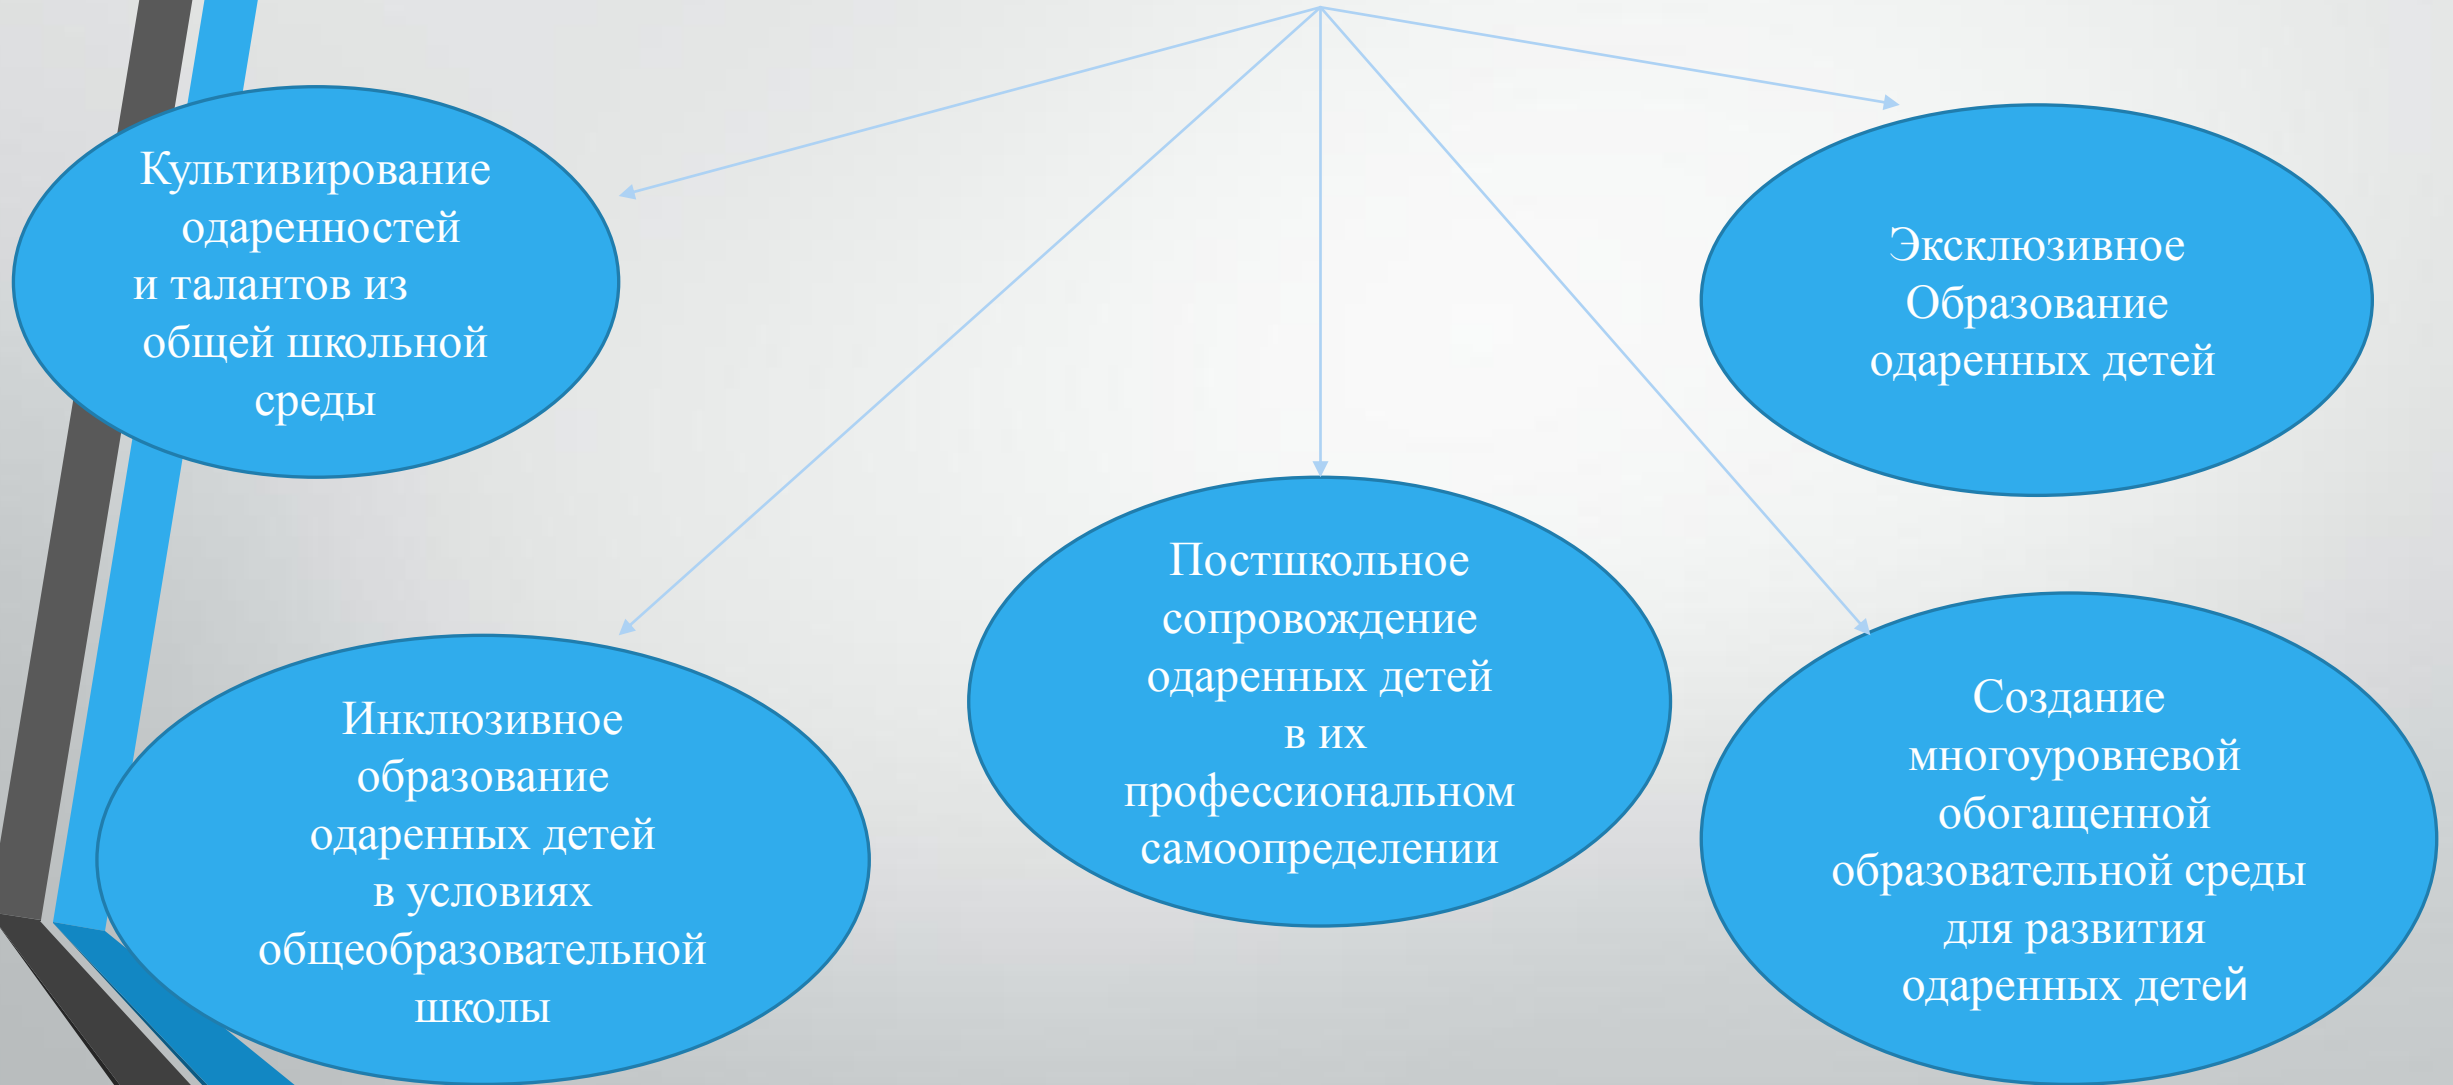 Культивирование
одаренностей
и талантов из
общей школьной
среды
Эксклюзивное
Образование
одаренных детей
Инклюзивное
образование
одаренных детей
в условиях
общеобразовательной
школы
Постшкольное
сопровождение
одаренных детей
в их
профессиональном
самоопределении
Создание
многоуровневой
обогащенной
образовательной среды
для развития
одаренных детей